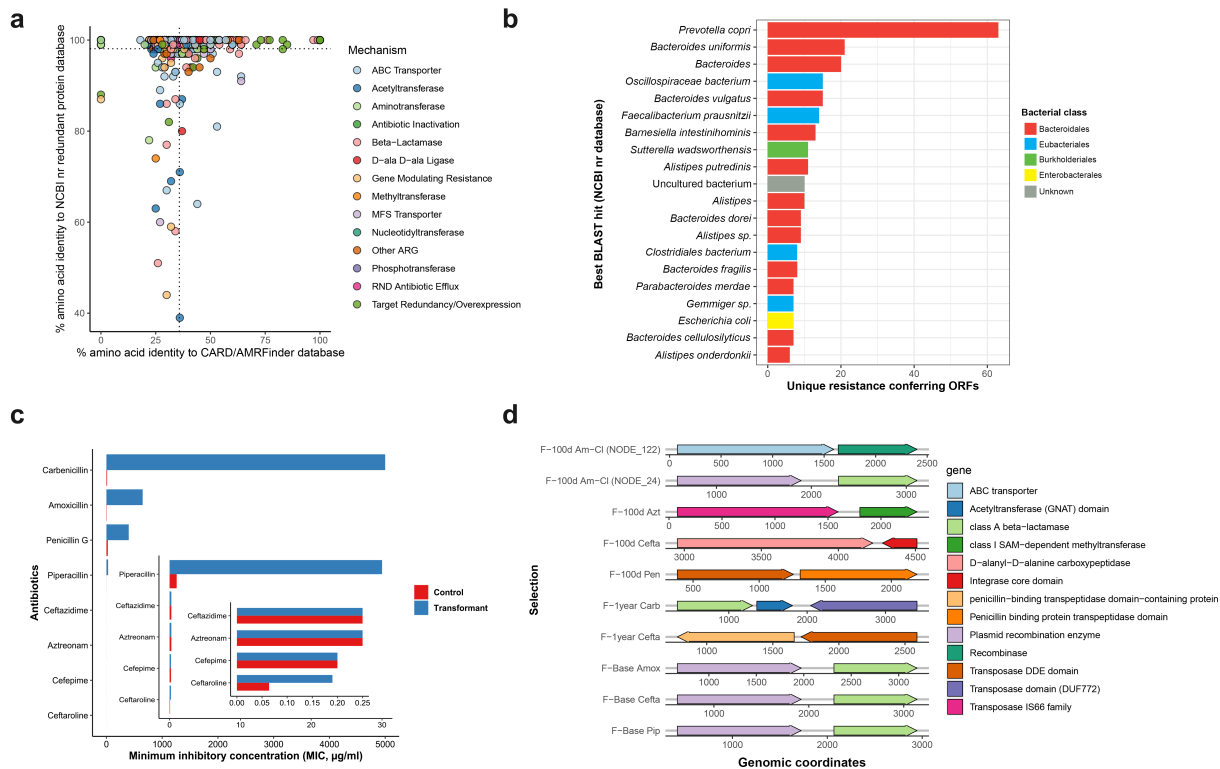 a
% amino acid identity to NCBI nr redundant protein database
100
80
60
40
0
25
50
75
100
% amino acid identity to CARD/AMRFinder database
Mechanism
ABC Transporter
Acetyltransferase
Aminotransferase
Antibiotic Inactivation
Beta-Lactamase
D-ala D-ala Ligase
Gene Modulating Resistance
Methyltransferase
MFS Transporter
Nucleotidyltransferase
Other ARG
Phosphotransferase
RND Antibiotic Efflux
Target Redundancy/Overexpression
b
Best BLAST hit (NCBI nr database)
Prevotella copri
Bacteroides uniformis
Bacteroides
Oscillospiraceae bacterium
Bacteroides vulgatus
Faecalibacterium prausnitzii
Barnesiella intestinihominis
Sutterella wadsworthensis
Alistipes putredinis
Uncultured bacterium
Alistipes
Bacteroides dorei
Alistipes sp.
Clostridiales bacterium
Bacteroides fragilis
Parabacteroides merdae
Gemmiger sp.
Escherichia coli
Bacteroides cellulosilyticus
Alistipes onderdonkii
0
20
40
60
Unique resistance conferring ORFs
Bacterial class
Bacteroidales
Eubacteriales
Burkholderiales
Enterobacterales
Unknown
c
Antibiotics
Carbenicillin
Amoxicillin
Penicillin G
Piperacillin
Ceftazidime
Aztreonam
Cefepime
Ceftaroline
0
1000
2000
3000
4000
5000
Minimum inhibitory concentration (MIC, µg/ml)
Piperacillin
Ceftazidime
Aztreonam
Cefepime
Ceftaroline
0
10
20
30
Ceftazidime
Aztreonam
Cefepime
Ceftaroline
0.00
0.05
0.10
0.15
0.20
0.25
Control
Transformant
d
Selection
F−100d Am−Cl (NODE_122)
0
500
1000
1500
2000
2500
F−100d Am−Cl (NODE_24)
1000
2000
3000
F−100d Azt
0
500
1000
1500
2000
F−100d Cefta
3000
3500
4000
4500
F−100d Pen
500
1000
1500
2000
F−1year Carb
1000
2000
3000
F−1year Cefta
1000
1500
2000
2500
F−Base Amox
1000
1500
2000
2500
3000
F−Base Cefta
1000
2000
3000
F−Base Pip
1000
2000
3000
Genomic coordinates
gene
ABC transporter
Acetyltransferase (GNAT) domain
class A beta−lactamase
class I SAM−dependent methyltransferase
D−alanyl−D−alanine carboxypeptidase
Integrase core domain
penicillin−binding transpeptidase domain−containing protein
Penicillin binding protein transpeptidase domain
Plasmid recombination enzyme
Recombinase
Transposase DDE domain
Transposase domain (DUF772)
Transposase IS66 family